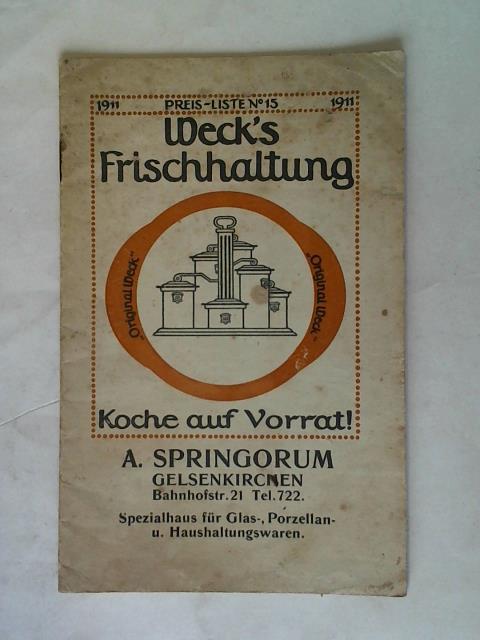 1911 PREIS-LISTE Nº 15 1911
Weck's
Frischhaltung
„Original Weck“
„Original Weck“
Koche auf Vorrat!
A. SPRINGORUM
GELSENKIRCHEN
Bahnhofstr. 21 Tel. 722.
Spezialhaus für Glas-, Porzellan-
u. Haushaltungswaren.